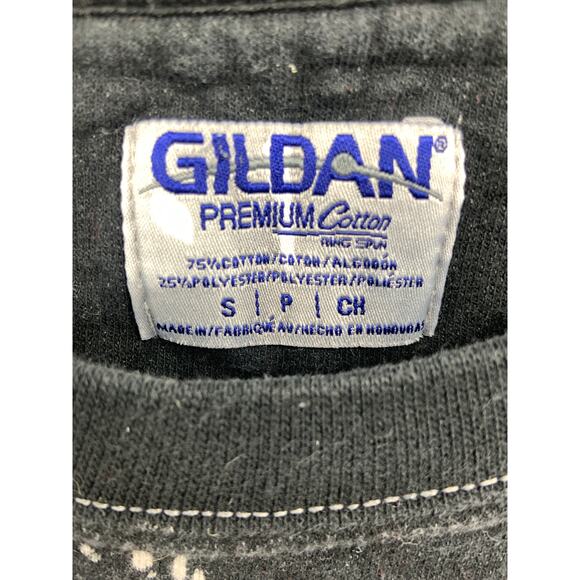 GILDAN®
PREMIUM Cotton
RING SPUN
75% COTTON/COTON/ALGODÓN
25% POLYESTER/POLYESTER/POLIÉSTER
S | P | CH
MADE IN/FABRIQUÉ AU/HECHO EN HONDURAS